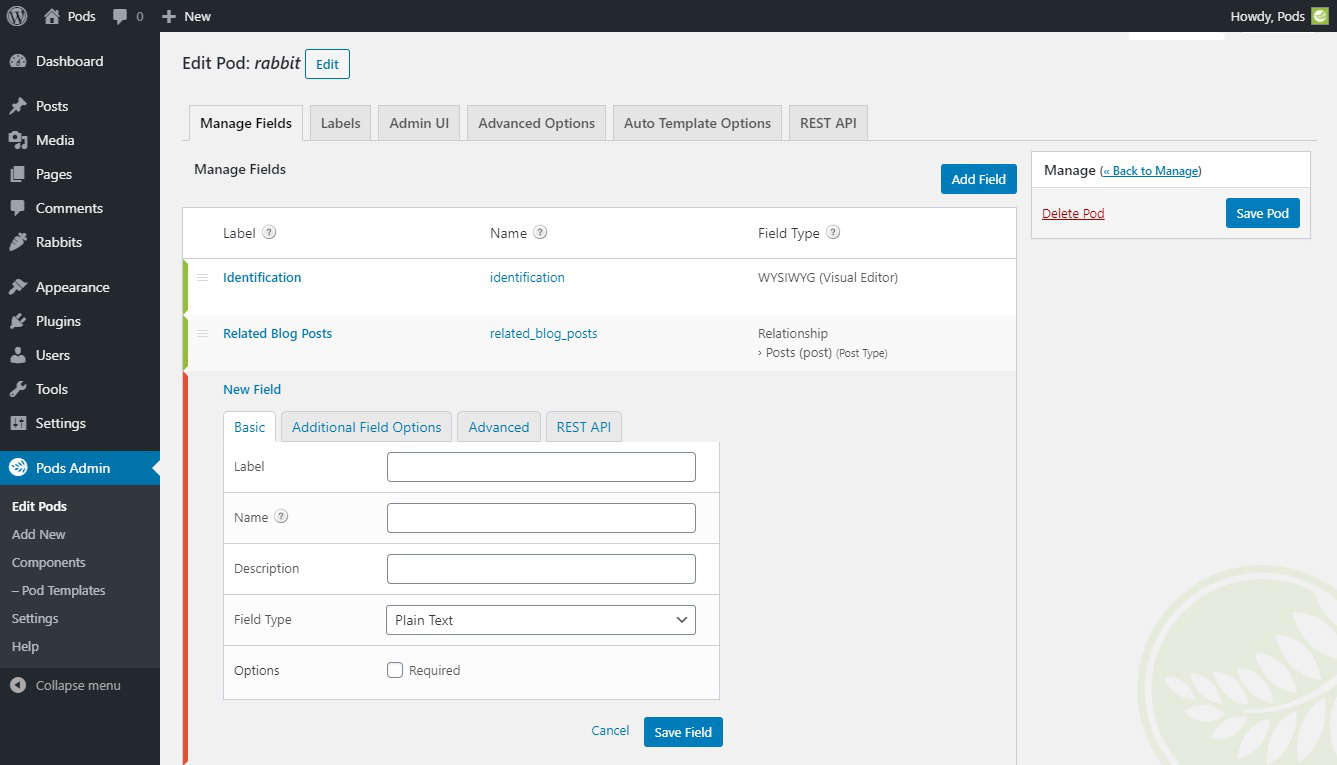 Pods 0 New Howdy, Pods
Dashboard
Posts
Media
Pages
Comments
Rabbits
Appearance
Plugins
Users
Tools
Settings
Pods Admin
Edit Pods
Add New
Components
– Pod Templates
Settings
Help
Collapse menu
Edit Pod: rabbit Edit
Manage Fields Labels Admin UI Advanced Options Auto Template Options REST API
Manage Fields
Add Field
Label ? Name ? Field Type ?
Identification identification WYSIWYG (Visual Editor)
Related Blog Posts related_blog_posts Relationship
› Posts (post) (Post Type)
New Field
Basic Additional Field Options Advanced REST API
Label
Name ?
Description
Field Type Plain Text
Options Required
Cancel Save Field
Manage (« Back to Manage)
Delete Pod Save Pod